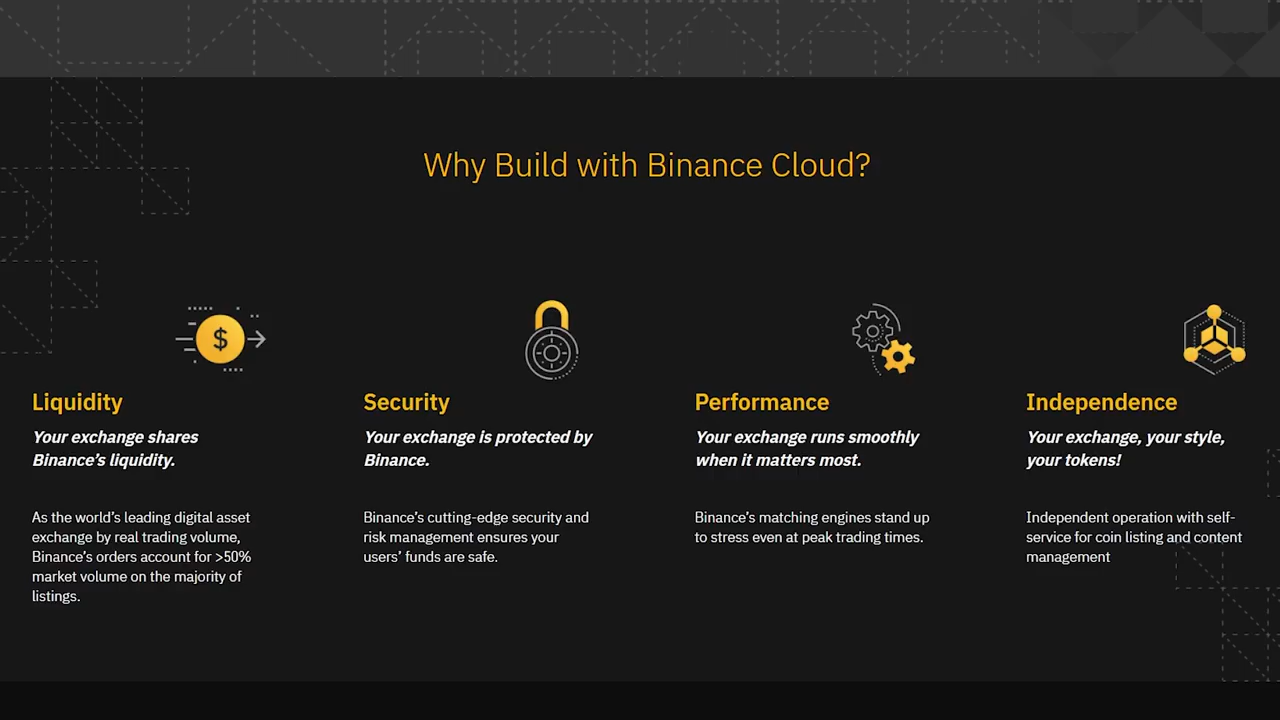 Why Build with Binance Cloud?
$
Liquidity
Your exchange shares
Binance’s liquidity.
As the world’s leading digital asset
exchange by real trading volume,
Binance’s orders account for >50%
market volume on the majority of
listings.
Security
Your exchange is protected by
Binance.
Binance’s cutting-edge security and
risk management ensures your
users’ funds are safe.
Performance
Your exchange runs smoothly
when it matters most.
Binance’s matching engines stand up
to stress even at peak trading times.
Independence
Your exchange, your style,
your tokens!
Independent operation with self-
service for coin listing and content
management